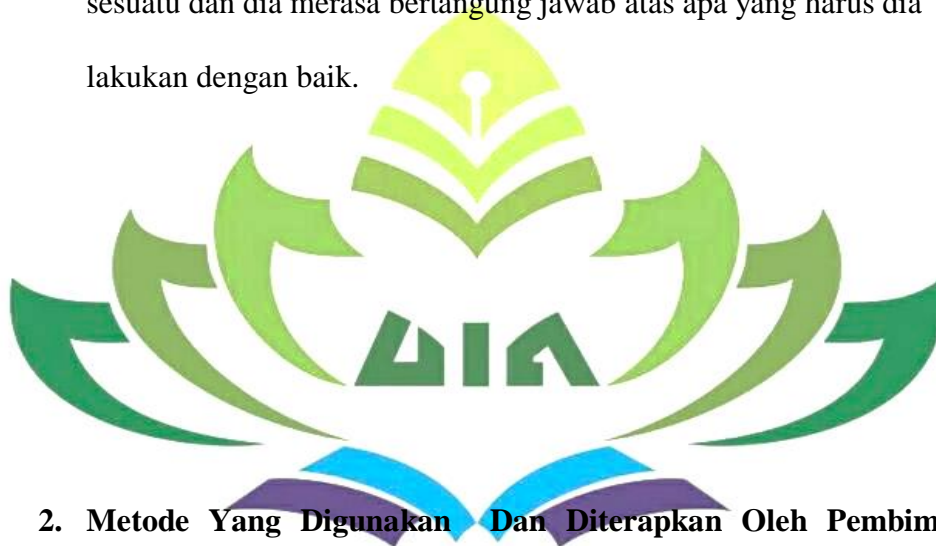 sesuatu dan dia merasa bertangung jawab atas apa yang harus dia
lakukan dengan baik.
UIA
2. Metode Yang Digunakan Dan Diterapkan Oleh Pembim